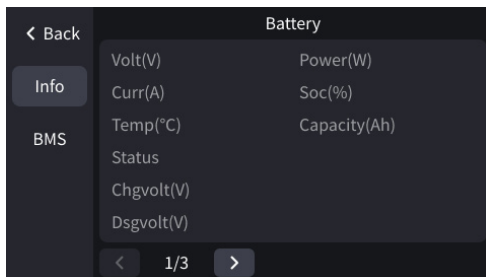 Back
Battery
Info
BMS
Volt(V)
Power(W)
Curr(A)
Soc(%)
Temp(°C)
Capacity(Ah)
Status
Chgvolt(V)
Dsgvolt(V)
1/3